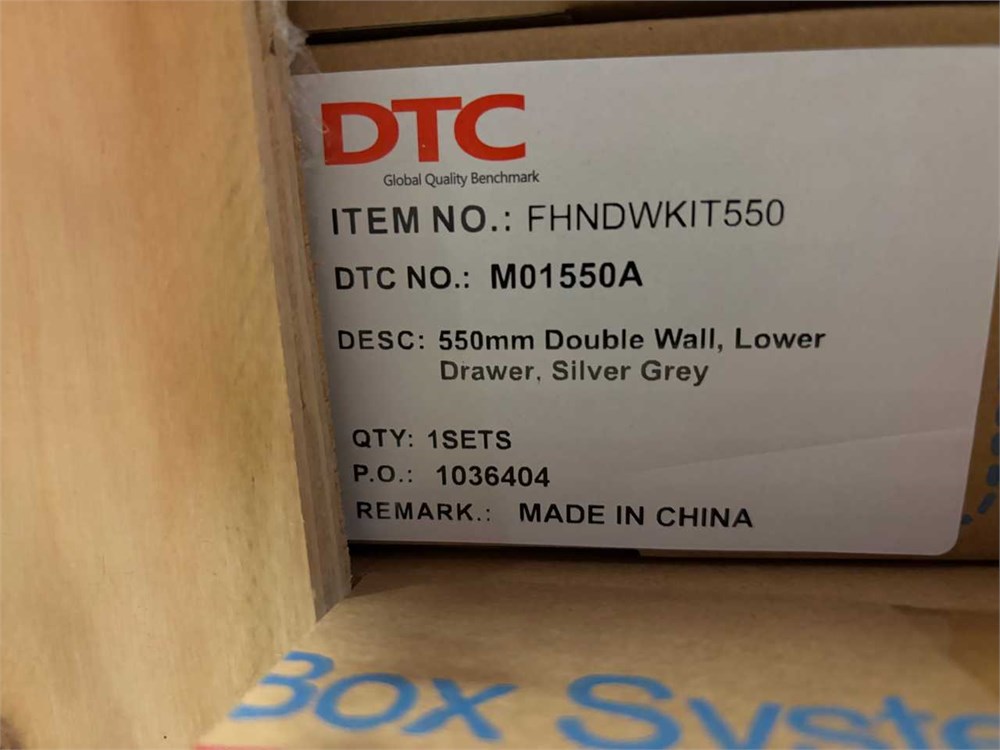 DTC
Global Quality Benchmark
ITEM NO.: FHNDWKIT550
DTC NO.: M01550A
DESC: 550mm Double Wall, Lower
Drawer, Silver Grey
QTY: 1SETS
P.O.: 1036404
REMARK.: MADE IN CHINA
Box